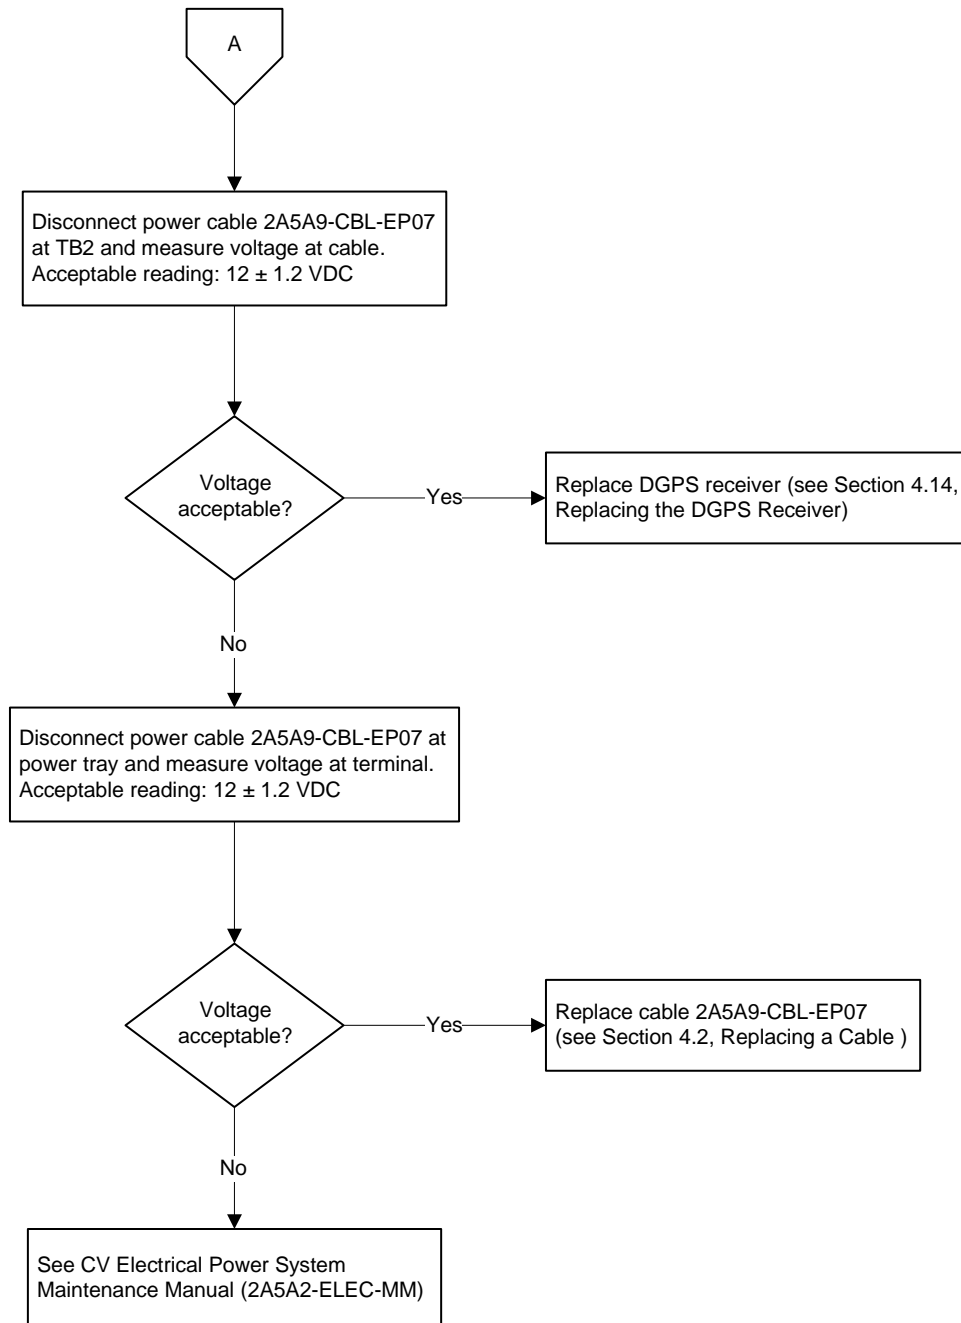 A
Disconnect power cable 2A5A9-CBL-EP07
at TB2 and measure voltage at cable.
Acceptable reading: 12 ± 1.2 VDC
Voltage
acceptable?
Yes
Replace DGPS receiver (see Section 4.14,
Replacing the DGPS Receiver)
No
Disconnect power cable 2A5A9-CBL-EP07 at
power tray and measure voltage at terminal.
Acceptable reading: 12 ± 1.2 VDC
Voltage
acceptable?
Yes
Replace cable 2A5A9-CBL-EP07
(see Section 4.2, Replacing a Cable )
No
See CV Electrical Power System
Maintenance Manual (2A5A2-ELEC-MM)